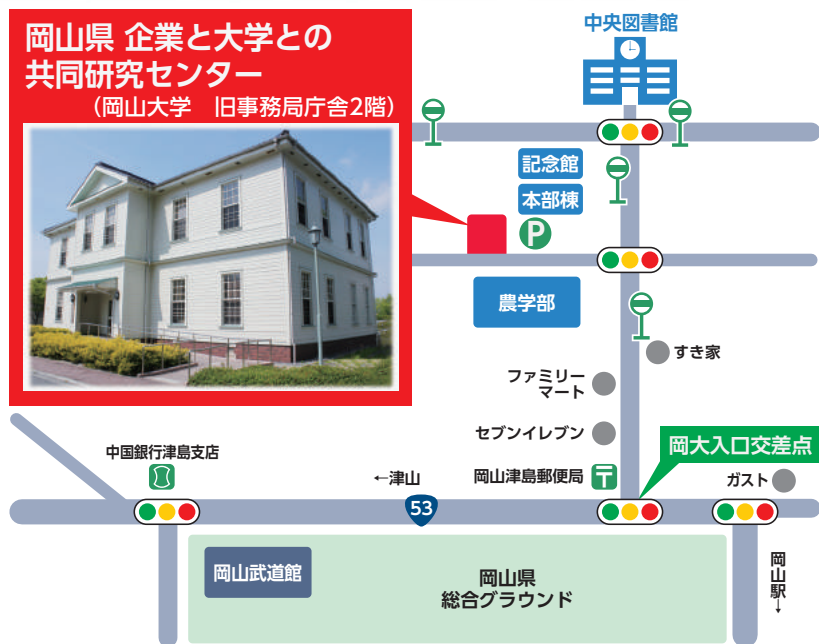 岡山県 企業と大学との
共同研究センター
（岡山大学　旧事務局庁舎2階）
中央図書館
記念館
本部棟
P
農学部
すき家
ファミリー
マート
セブンイレブン
岡大入口交差点
中国銀行津島支店
←津山
岡山津島郵便局
〒
ガスト
53
岡山武道館
岡山県
総合グラウンド
岡山駅→